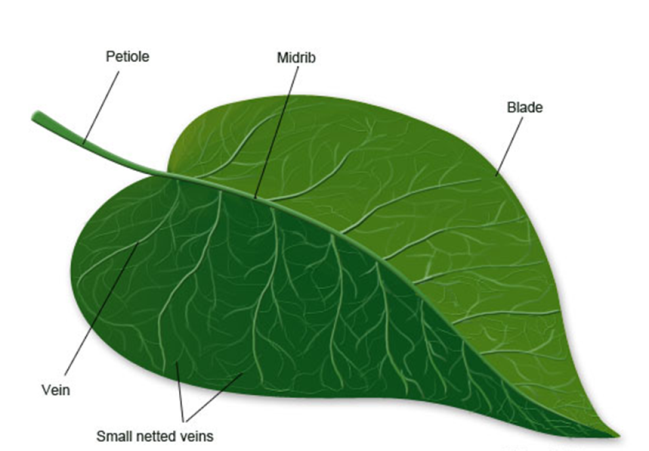 Petiole
Midrib
Blade
Vein
Small netted veins